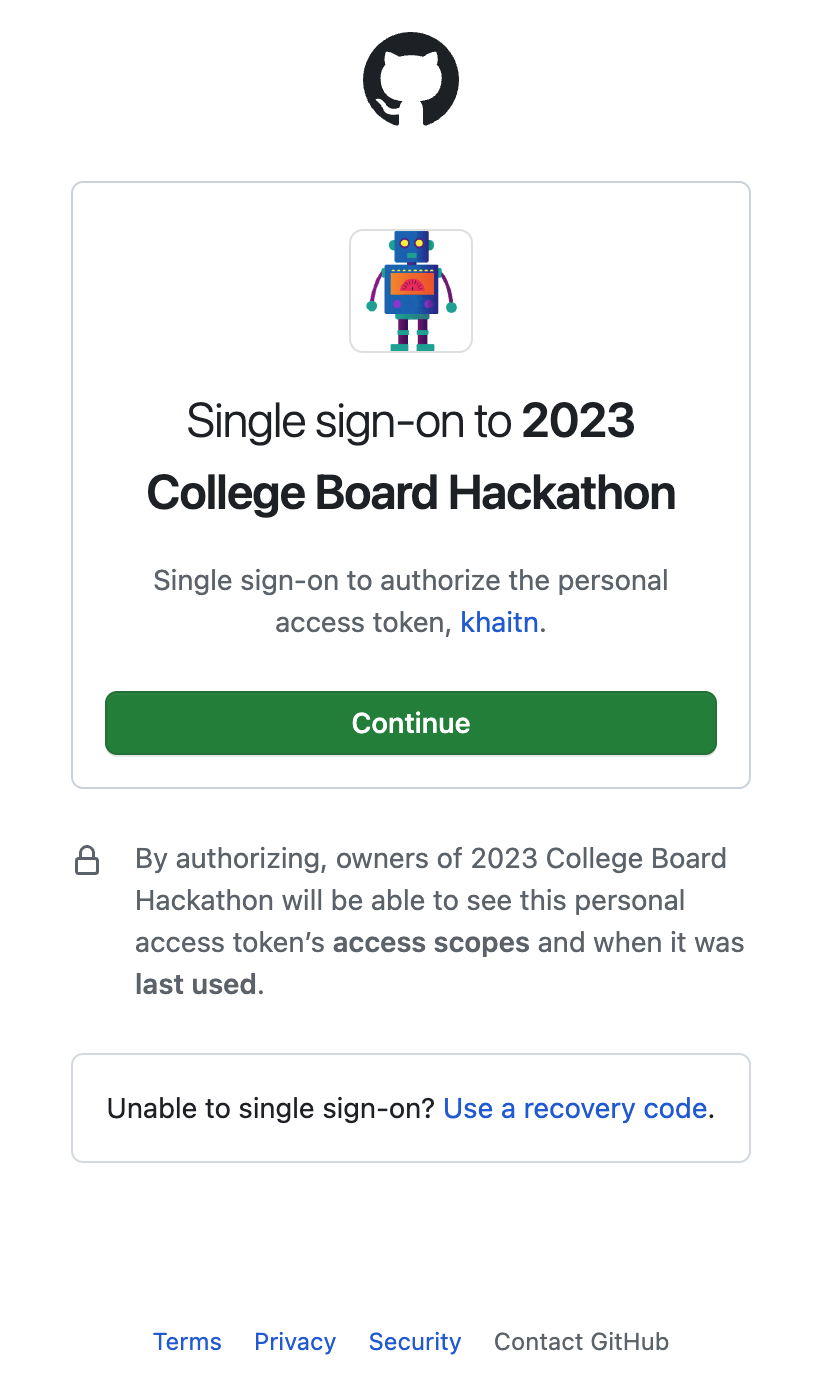 Single sign-on to 2023
College Board Hackathon
Single sign-on to authorize the personal
access token, khaitn.
Continue
By authorizing, owners of 2023 College Board
Hackathon will be able to see this personal
access token’s access scopes and when it was
last used.
Unable to single sign-on? Use a recovery code.
Terms Privacy Security Contact GitHub